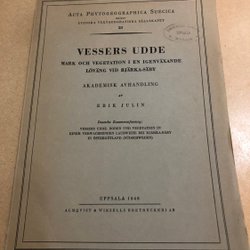 ACTA PHYTOGEOGRAPHICA SUECICA
SVENSKA VÄXTGEOGRAFISKA SÄLLSKAPET
23
VESSERS UDDE
MARK OCH VEGETATION I EN IGENVÄXANDE
LÖVÄNG VID BJÄRKA-SÄBY
AKADEMISK AVHANDLING
AV
ERIK JULIN
Deutsche Zusammenfassung:
VESSERS UDDE. BODEN UND VEGETATION IN
EINER VERWACHSENDEN LAUBWIESE BEI BJÄRKA-SÄBY
IN ÖSTERGÖTLAND (SÜDSCHWEDEN)
UPPSALA 1948
ALMQVIST & WIKSELLS BOKTRYCKERI AB